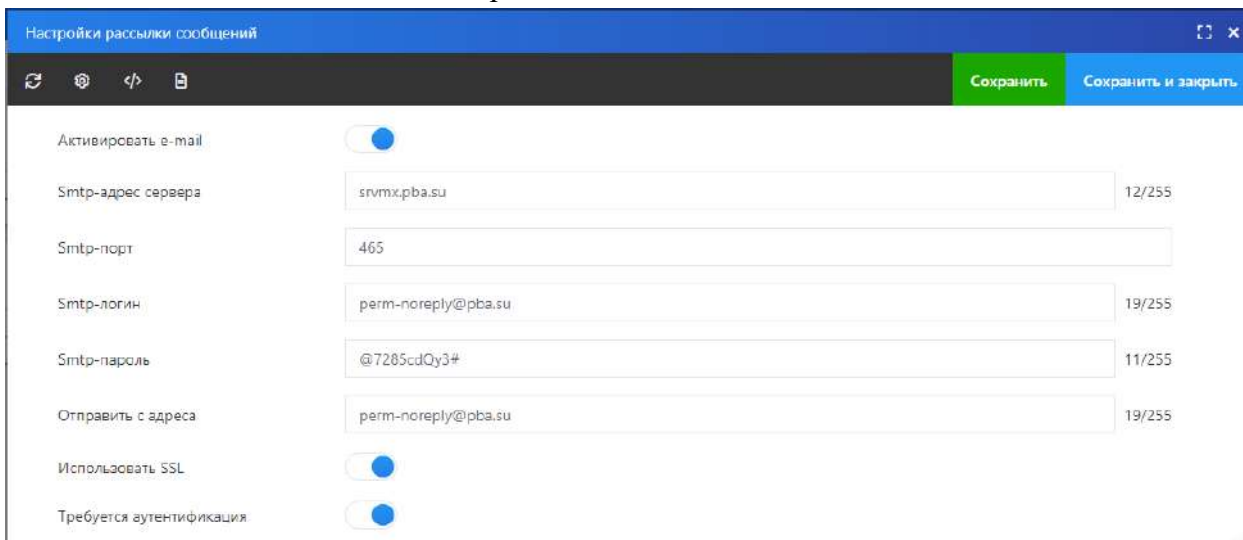 Настройки рассылки сообщений
Сохранить Сохранить и закрыть
Активировать e-mail
Smtp-адрес сервера srvmx.pba.su 12/255
Smtp-порт 465
Smtp-логин perm-noreply@pba.su 19/255
Smtp-пароль @7285cdQy3# 11/255
Отправить с адреса perm-noreply@pba.su 19/255
Использовать SSL
Требуется аутентификация